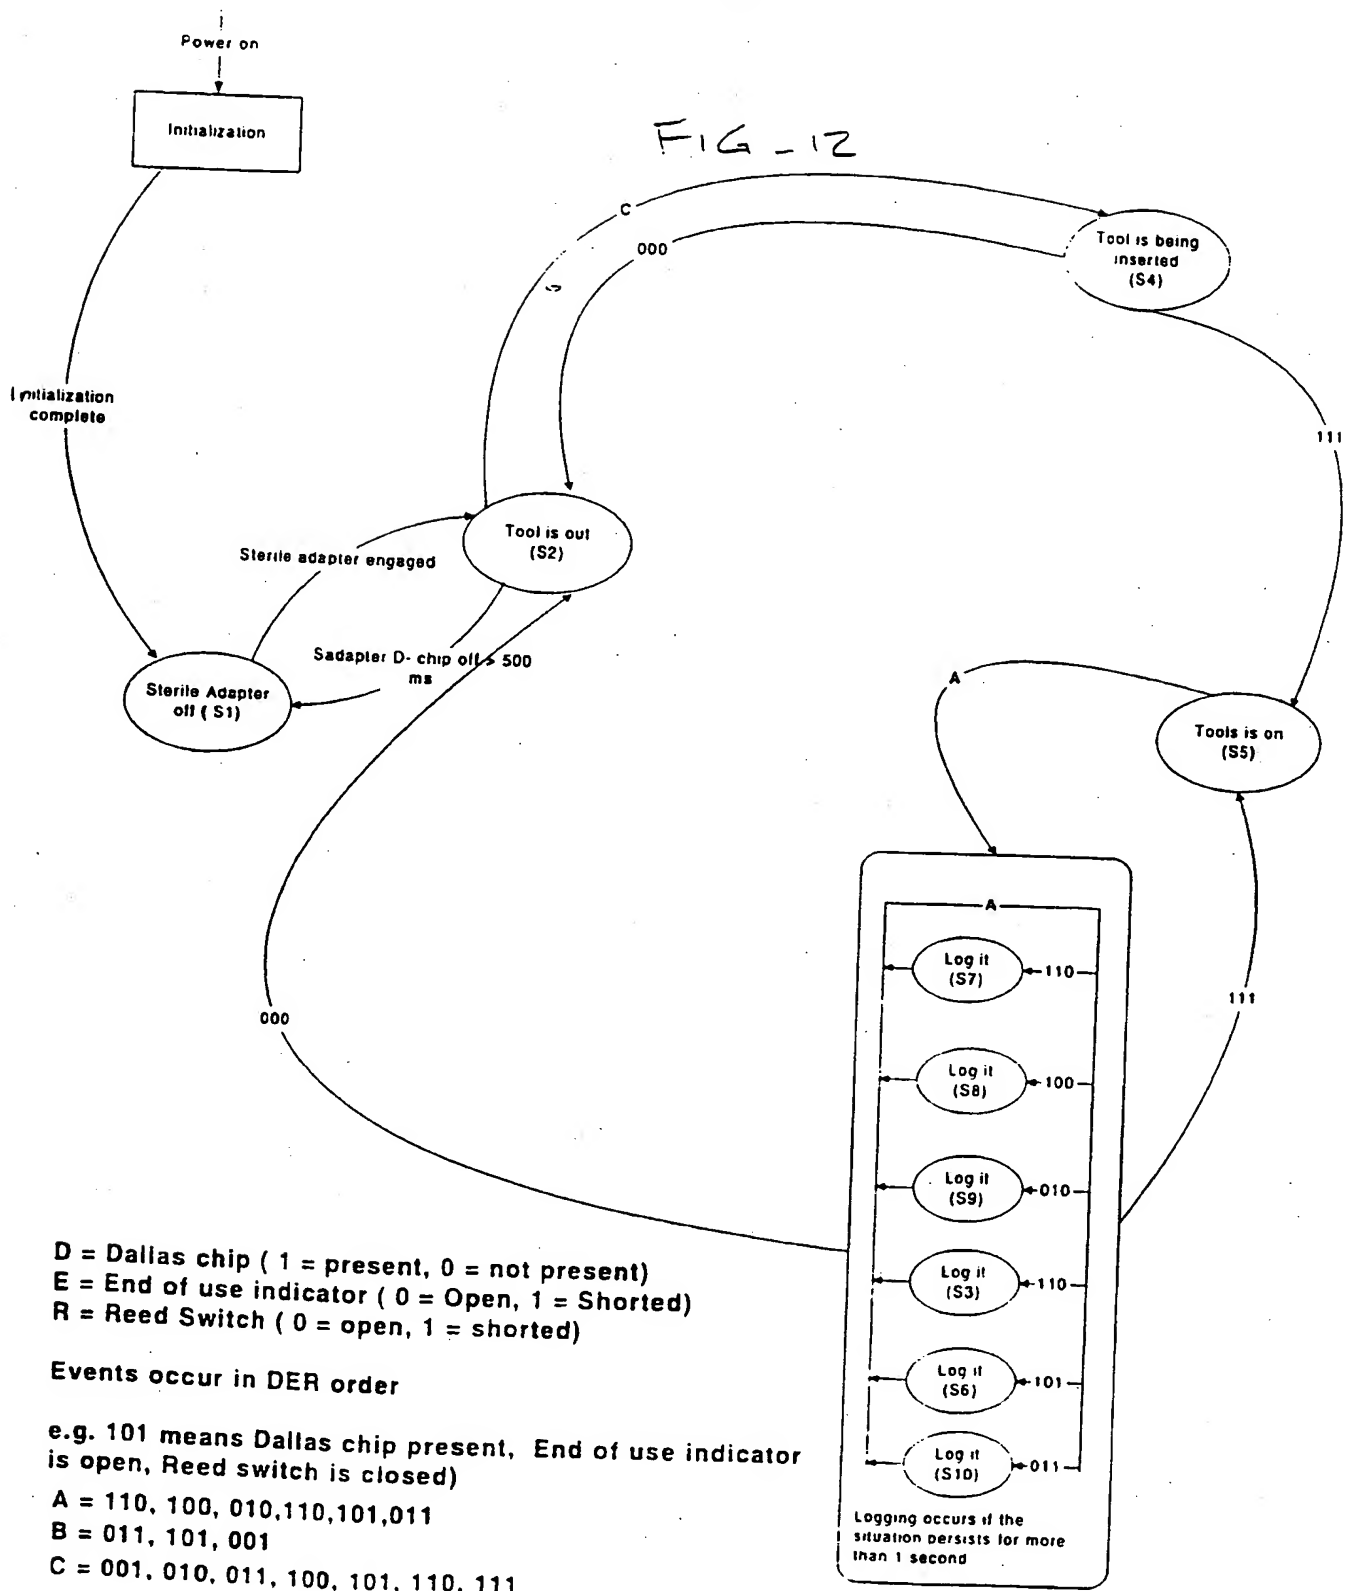 Power on
Initialization
FIG - 12
C
000
Tool is being
inserted
(S4)
Initialization
complete
111
Tool is out
(S2)
Sterile adapter engaged
Sadapter D- chip off > 500
ms
Sterile Adapter
off ( S1)
A
Tools is on
(S5)
A
Log it
(S7)
110
Log it
(S8)
100
Log it
(S9)
010
Log it
(S3)
110
Log it
(S6)
101
Log it
(S10)
011
Logging occurs if the
situation persists for more
than 1 second
111
000
D = Dallas chip ( 1 = present, 0 = not present)
E = End of use indicator ( 0 = Open, 1 = Shorted)
R = Reed Switch ( 0 = open, 1 = shorted)
Events occur in DER order
e.g. 101 means Dallas chip present, End of use indicator
is open, Reed switch is closed)
A = 110, 100, 010,110,101,011
B = 011, 101, 001
C = 001, 010, 011, 100, 101, 110, 111